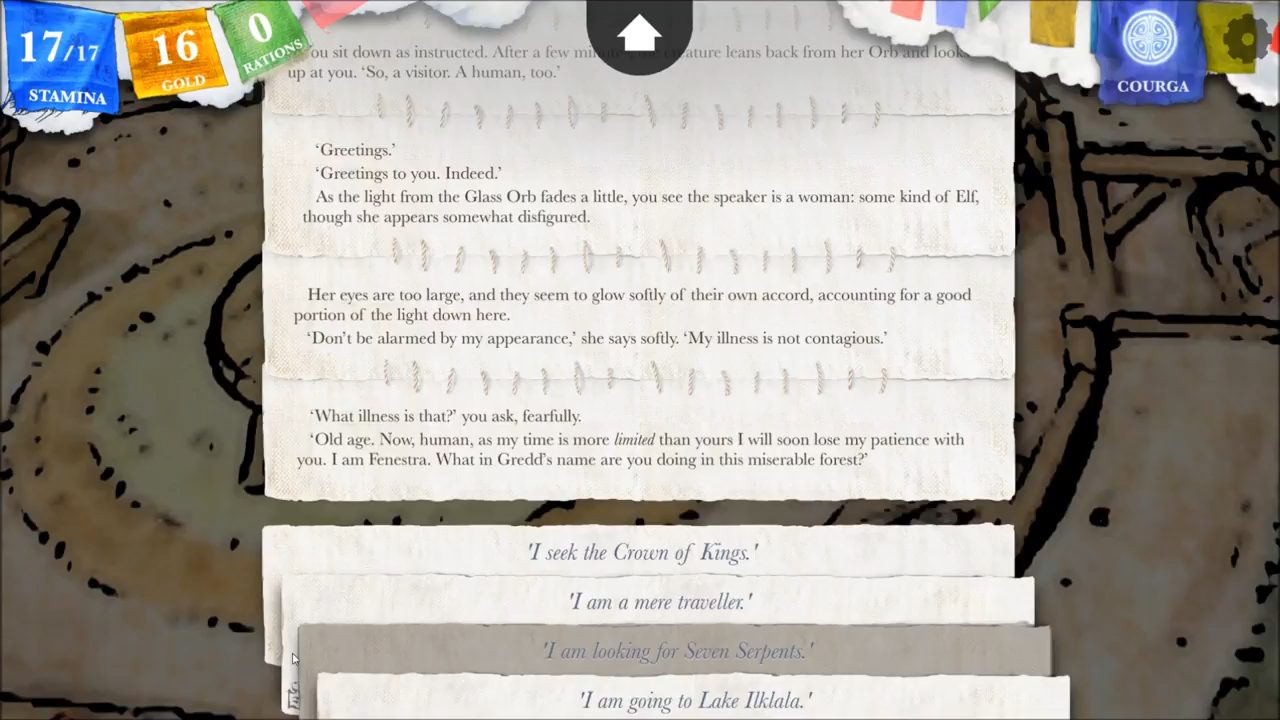 17/17
STAMINA
16
GOLD
0
RATIONS
COURGA
You sit down as instructed. After a few creature leans back from her Orb and looks
up at you. ‘So, a visitor. A human, too.’
‘Greetings.’
‘Greetings to you. Indeed.’
As the light from the Glass Orb fades a little, you see the speaker is a woman: some kind of Elf,
though she appears somewhat disfigured.
Her eyes are too large, and they seem to glow softly of their own accord, accounting for a good
portion of the light down here.
‘Don’t be alarmed by my appearance,’ she says softly. ‘My illness is not contagious.’
‘What illness is that?’ you ask, fearfully.
‘Old age. Now, human, as my time is more limited than yours I will soon lose my patience with
you. I am Fenestra. What in Gredd’s name are you doing in this miserable forest?’
'I seek the Crown of Kings.'
'I am a mere traveller.'
'I am looking for Seven Serpents.'
'I am going to Lake Ilklala.'